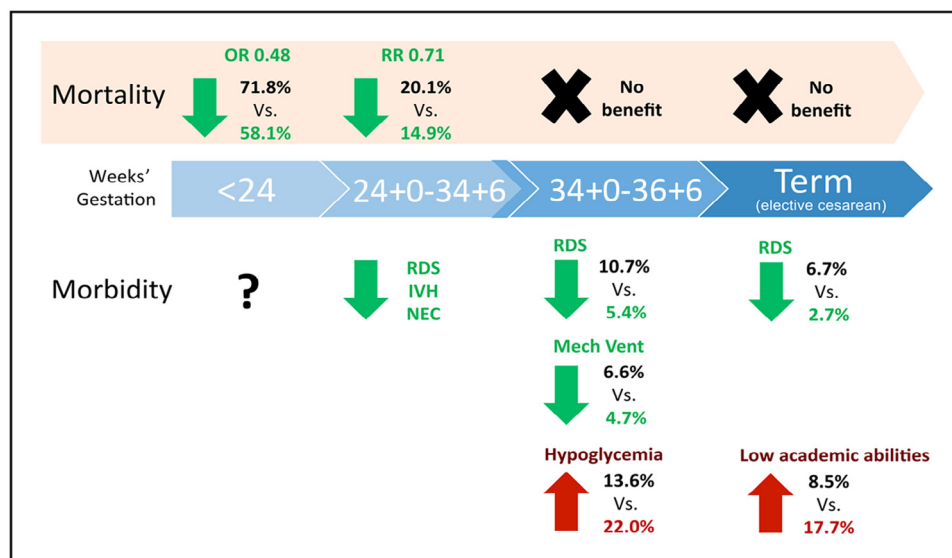 OR 0.48
RR 0.71
Mortality
71.8%
Vs.
58.1%
20.1%
Vs.
14.9%
No
benefit
No
benefit
Weeks'
Gestation
<24
24+0-34+6
34+0-36+6
Term
(elective cesarean)
Morbidity
?
RDS
IVH
NEC
RDS
10.7%
Vs.
5.4%
RDS
6.7%
Vs.
2.7%
Mech Vent
6.6%
Vs.
4.7%
Hypoglycemia
13.6%
Vs.
22.0%
Low academic abilities
8.5%
Vs.
17.7%